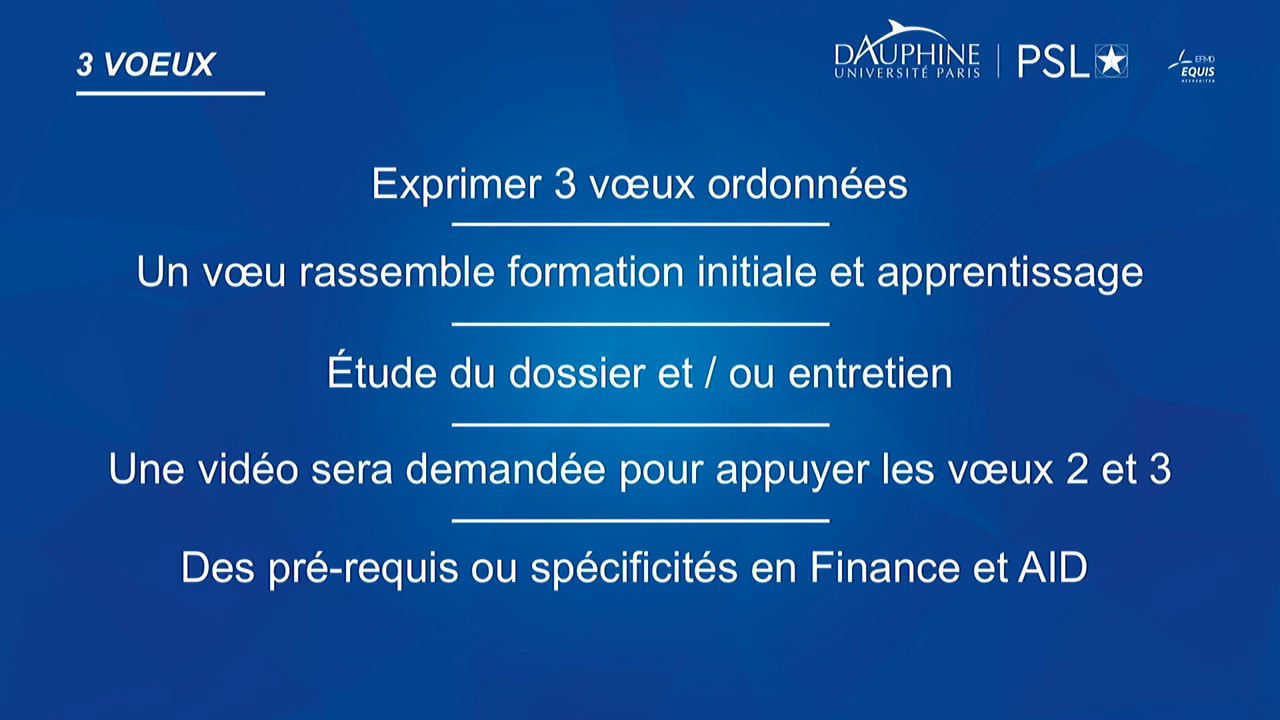 3 VOEUX
DAUPHINE
UNIVERSITÉ PARIS
PSL
EFMD
EQUIS
ACCREDITED
Exprimer 3 vœux ordonnées
Un vœu rassemble formation initiale et apprentissage
Étude du dossier et / ou entretien
Une vidéo sera demandée pour appuyer les vœux 2 et 3
Des pré-requis ou spécificités en Finance et AID